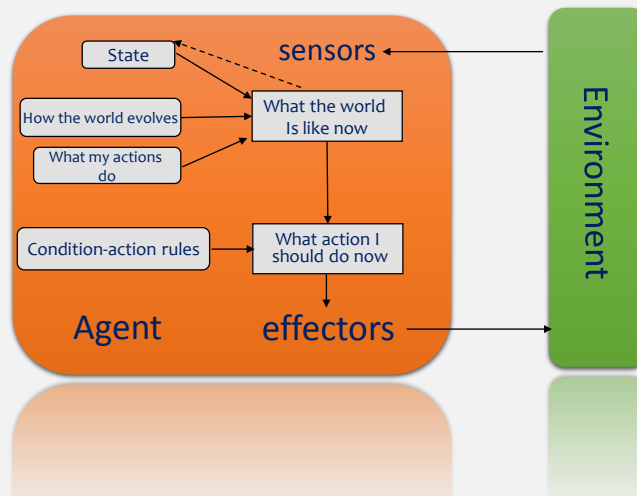 State
sensors
How the world evolves
What the world
Is like now
What my actions
do
Condition-action rules
What action I
should do now
Agent
effectors
Environment